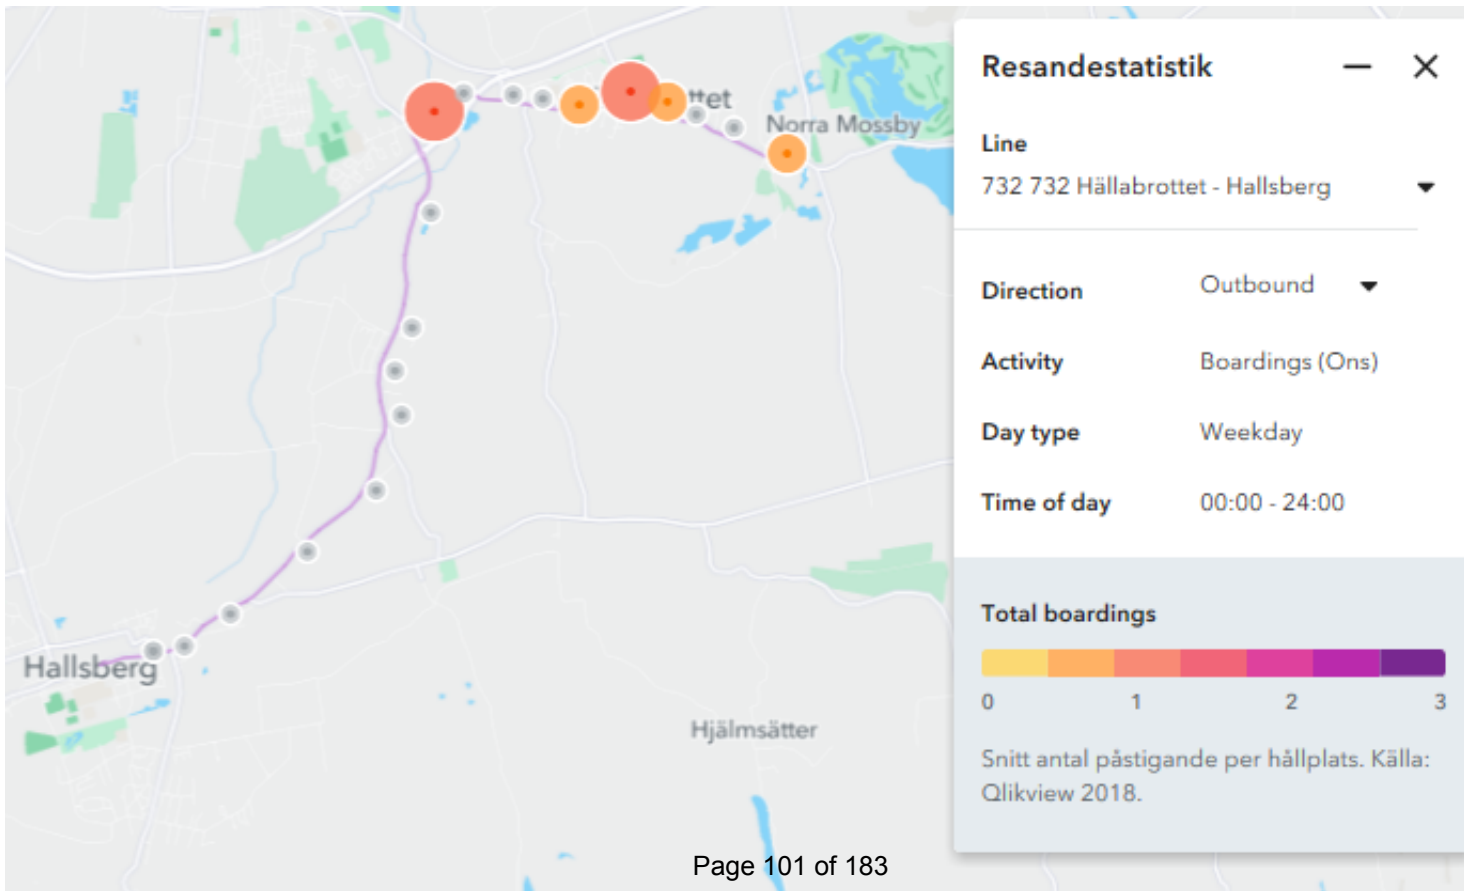 ttet
Norra Mossby
Hallsberg
Hjälmsätter
Resandestatistik
Line
732 732 Hällabrottet - Hallsberg
Direction Outbound
Activity Boardings (Ons)
Day type Weekday
Time of day 00:00 - 24:00
Total boardings
0 1 2 3
Snitt antal påstigande per hållplats. Källa:
Qlikview 2018.
Page 101 of 183